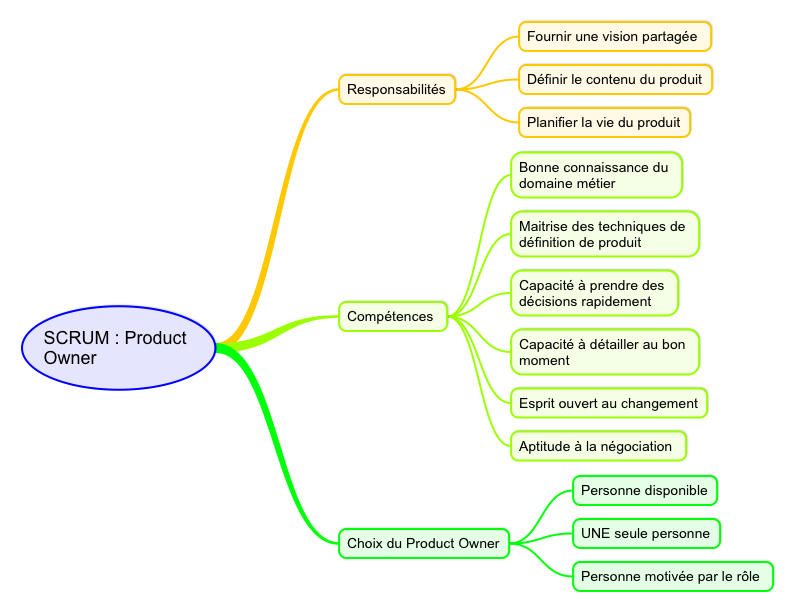 SCRUM : Product
Owner
Responsabilités
Fournir une vision partagée
Définir le contenu du produit
Planifier la vie du produit
Compétences
Bonne connaissance du
domaine métier
Maitrise des techniques de
définition de produit
Capacité à prendre des
décisions rapidement
Capacité à détailler au bon
moment
Esprit ouvert au changement
Aptitude à la négociation
Choix du Product Owner
Personne disponible
UNE seule personne
Personne motivée par le rôle